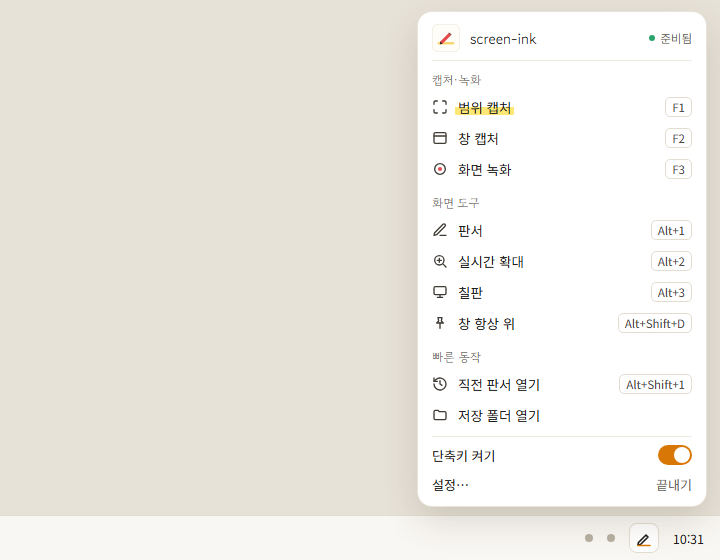 screen-ink
준비됨
캡처·녹화
범위 캡처 F1
창 캡처 F2
화면 녹화 F3
화면 도구
판서 Alt+1
실시간 확대 Alt+2
칠판 Alt+3
창 항상 위 Alt+Shift+D
빠른 동작
직전 판서 열기 Alt+Shift+1
저장 폴더 열기
단축키 켜기
설정… 끝내기
10:31